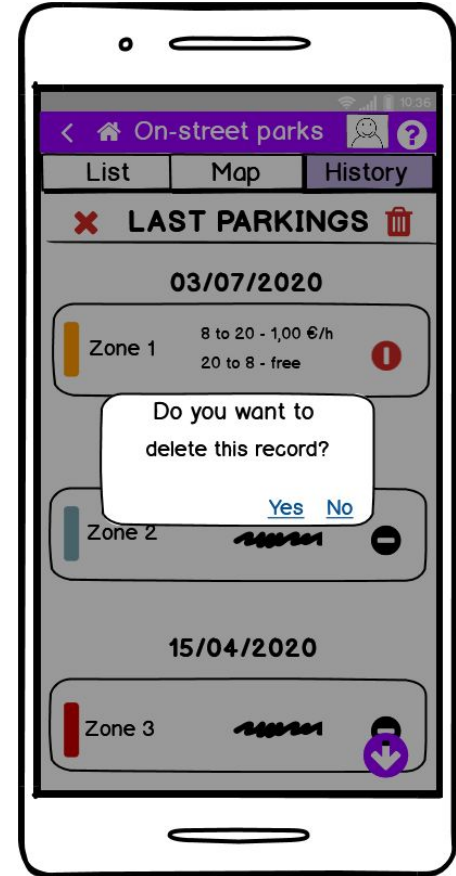 10:36
On-street parks ?
List Map History
LAST PARKINGS
03/07/2020
Zone 1
8 to 20 - 1,00 €/h
20 to 8 - free
Do you want to
delete this record?
Yes No
Zone 2
15/04/2020
Zone 3